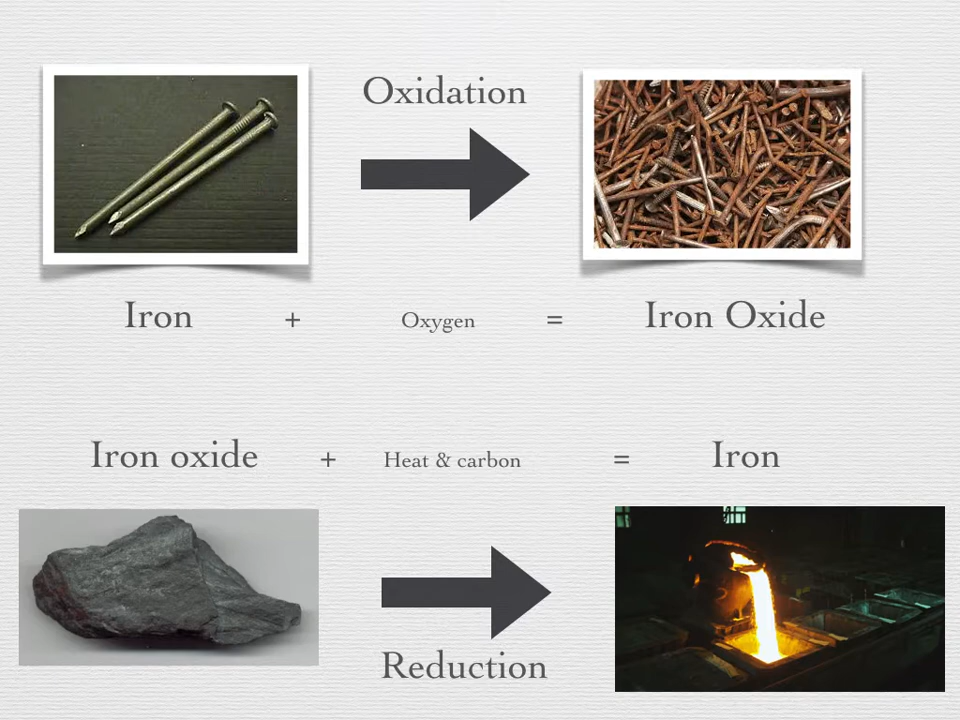 Oxidation
Iron + Oxygen = Iron Oxide
Iron oxide + Heat & carbon = Iron
Reduction